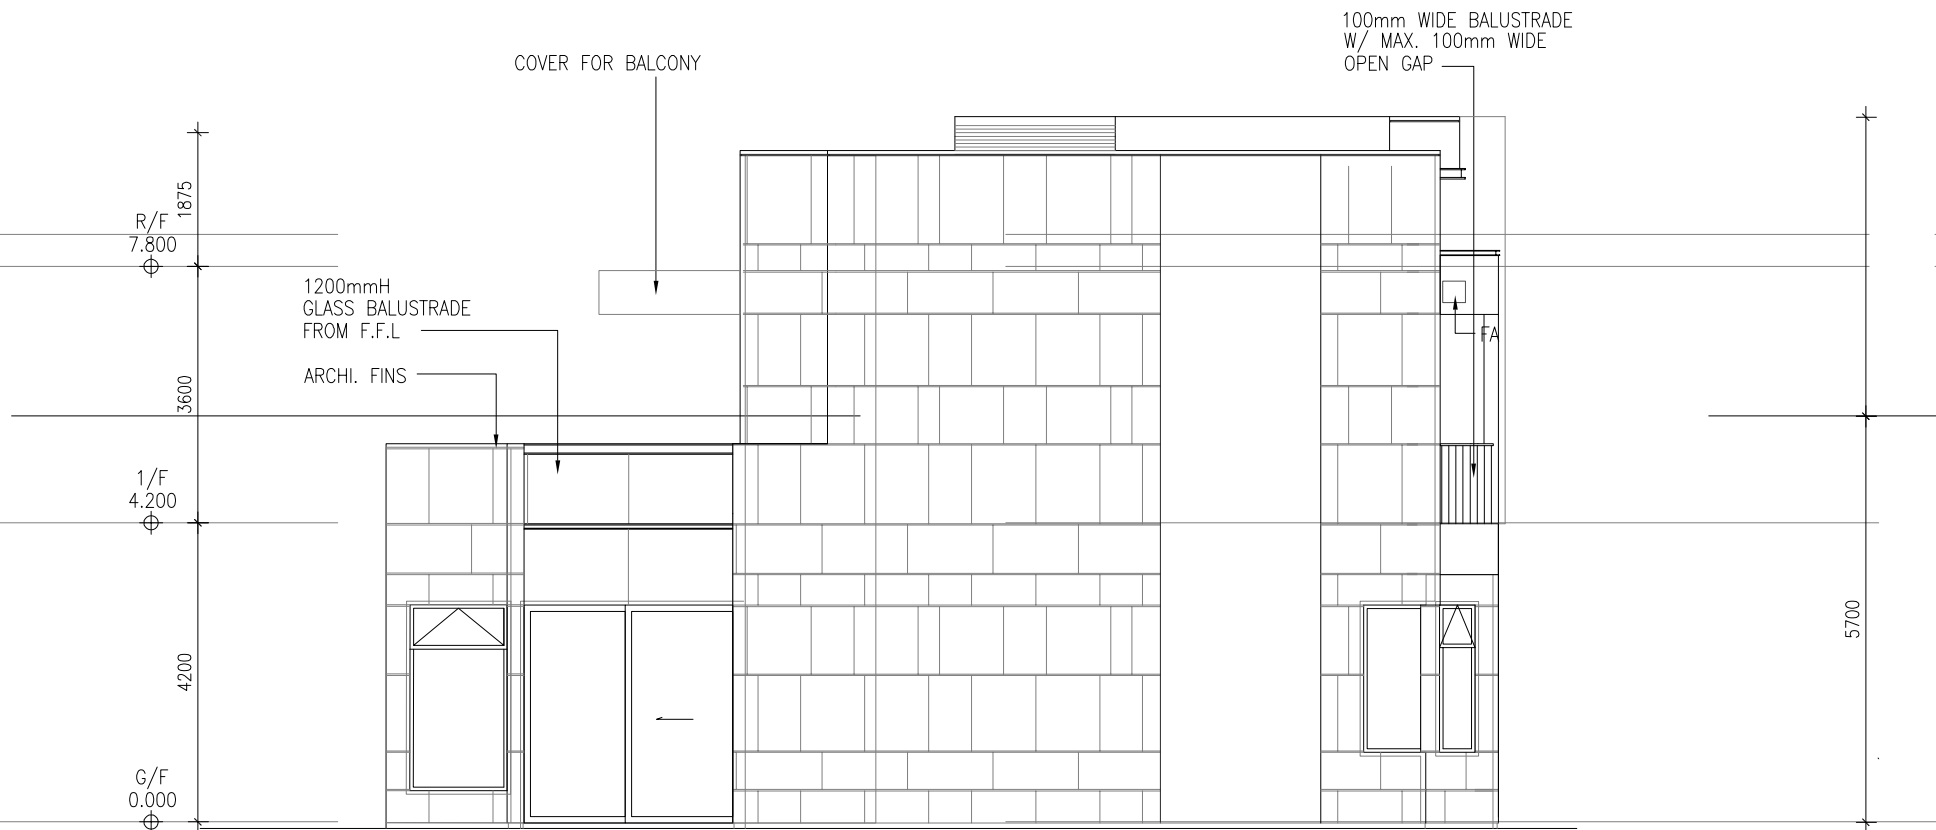 100mm WIDE BALUSTRADE
W/ MAX. 100mm WIDE
OPEN GAP
COVER FOR BALCONY
1875
R/F
7.800
1200mmH
GLASS BALUSTRADE
FROM F.F.L
FA
ARCHI. FINS
3600
1/F
4.200
5700
4200
G/F
0.000